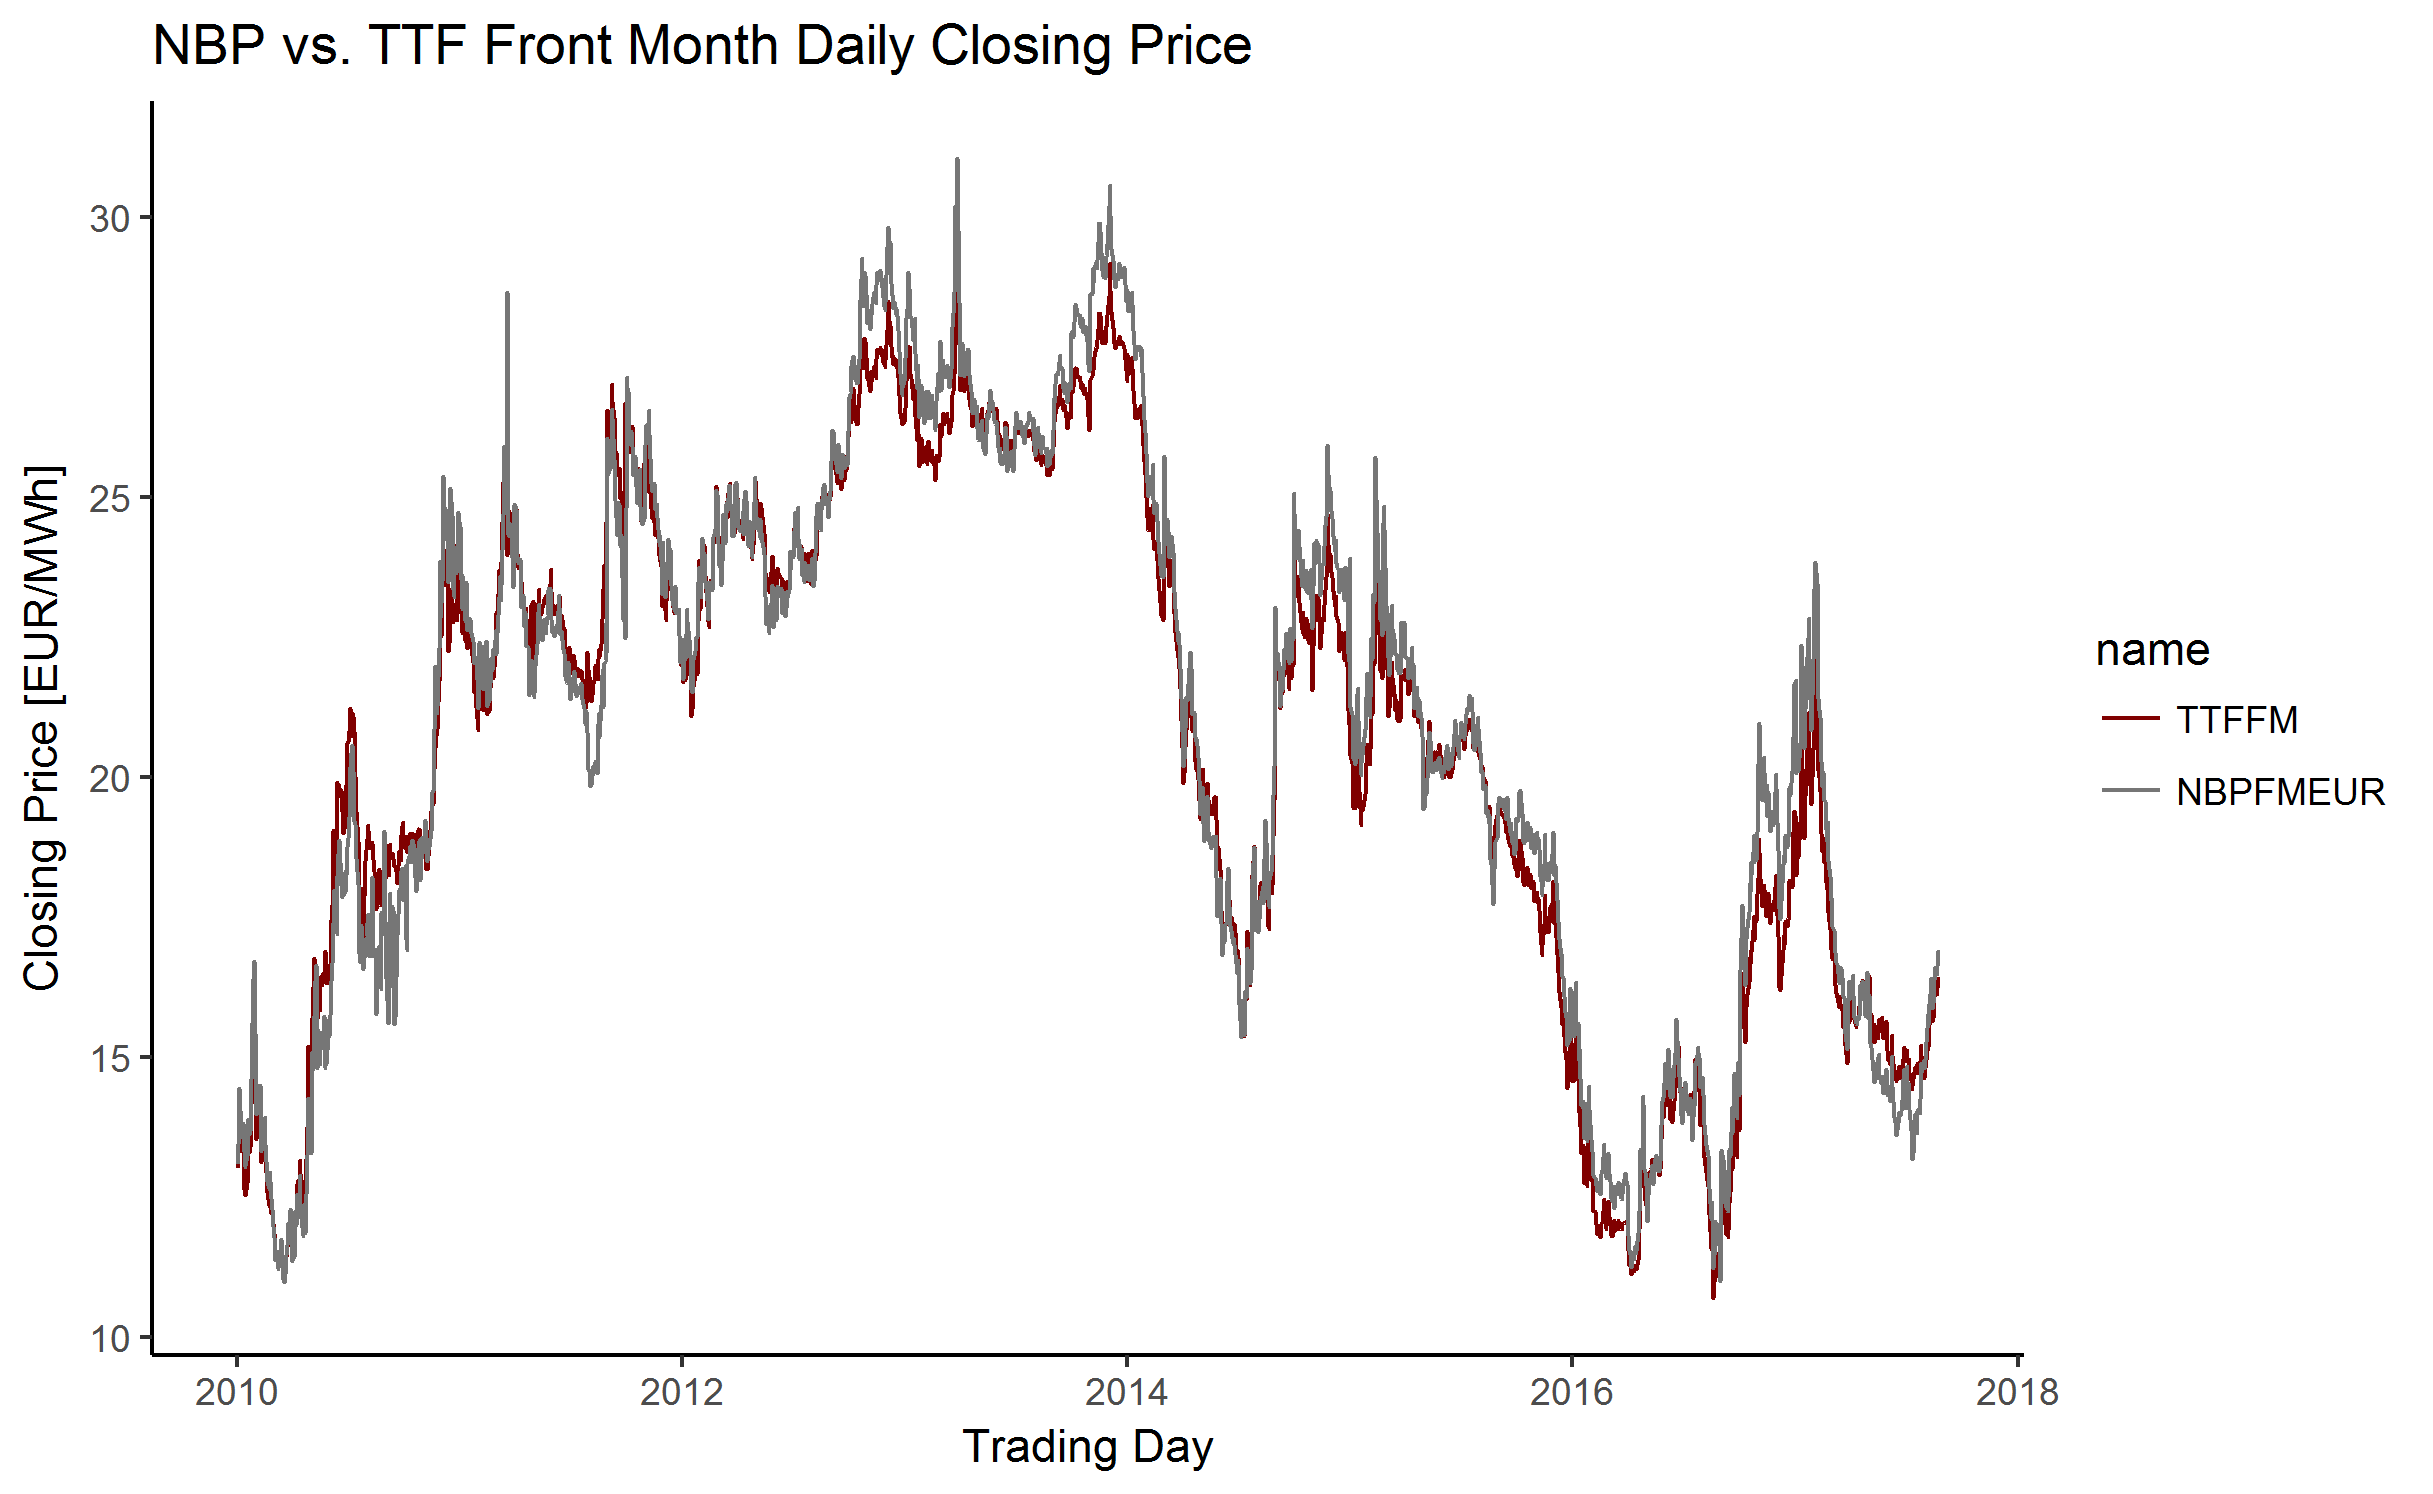 NBP vs. TTF Front Month Daily Closing Price
Closing Price [EUR/MWh]
30
25
20
15
10
2010
2012
2014
2016
2018
Trading Day
name
TTFFM
NBPFMEUR